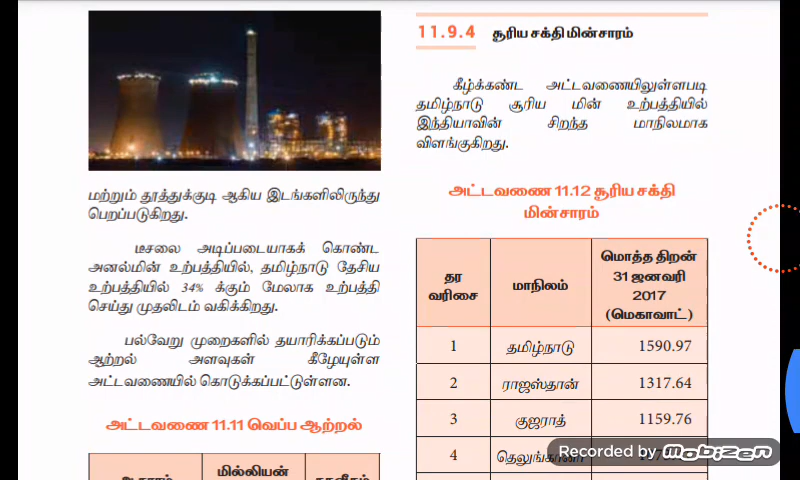 மற்றும் தூத்துக்குடி ஆகிய இடங்களிலிருந்து
பெறப்படுகிறது.
டீசலை அடிப்படையாகக் கொண்ட
அனல்மின் உற்பத்தியில், தமிழ்நாடு தேசிய
உற்பத்தியில் 34% க்கும் மேலாக உற்பத்தி
செய்து முதலிடம் வகிக்கிறது.
பல்வேறு முறைகளில் தயாரிக்கப்படும்
ஆற்றல் அளவுகள் கீழேயுள்ள
அட்டவணையில் கொடுக்கப்பட்டுள்ளன.
அட்டவணை 11.11 வெப்ப ஆற்றல்
மில்லியன்
11.9.4 சூரிய சக்தி மின்சாரம்
கீழ்க்கண்ட அட்டவணையிலுள்ளபடி
தமிழ்நாடு சூரிய மின் உற்பத்தியில்
இந்தியாவின் சிறந்த மாநிலமாக
விளங்குகிறது.
அட்டவணை 11.12 சூரிய சக்தி
மின்சாரம்
தர வரிசை மாநிலம் மொத்த திறன் 31 ஜனவரி 2017 (மெகாவாட்)
1 தமிழ்நாடு 1590.97
2 ராஜஸ்தான் 1317.64
3 குஜராத் 1159.76
4
Recorded by mobizen